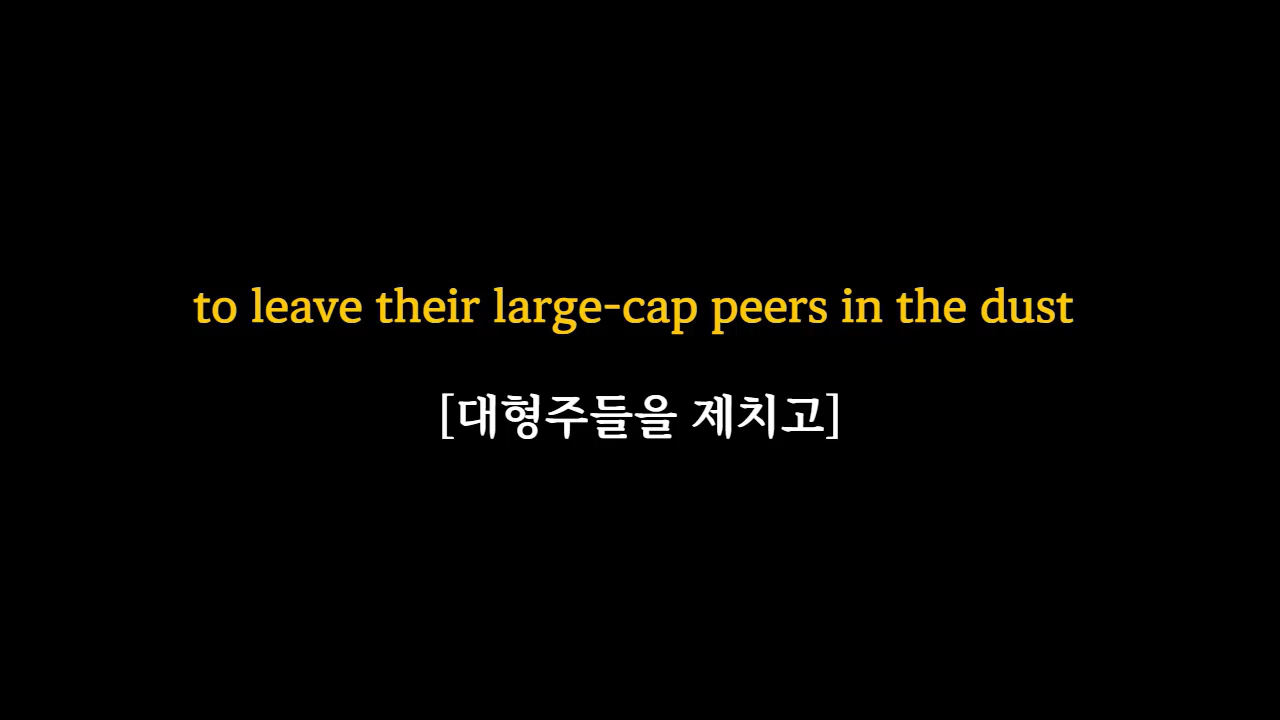 to leave their large-cap peers in the dust
[대형주들을 제치고]